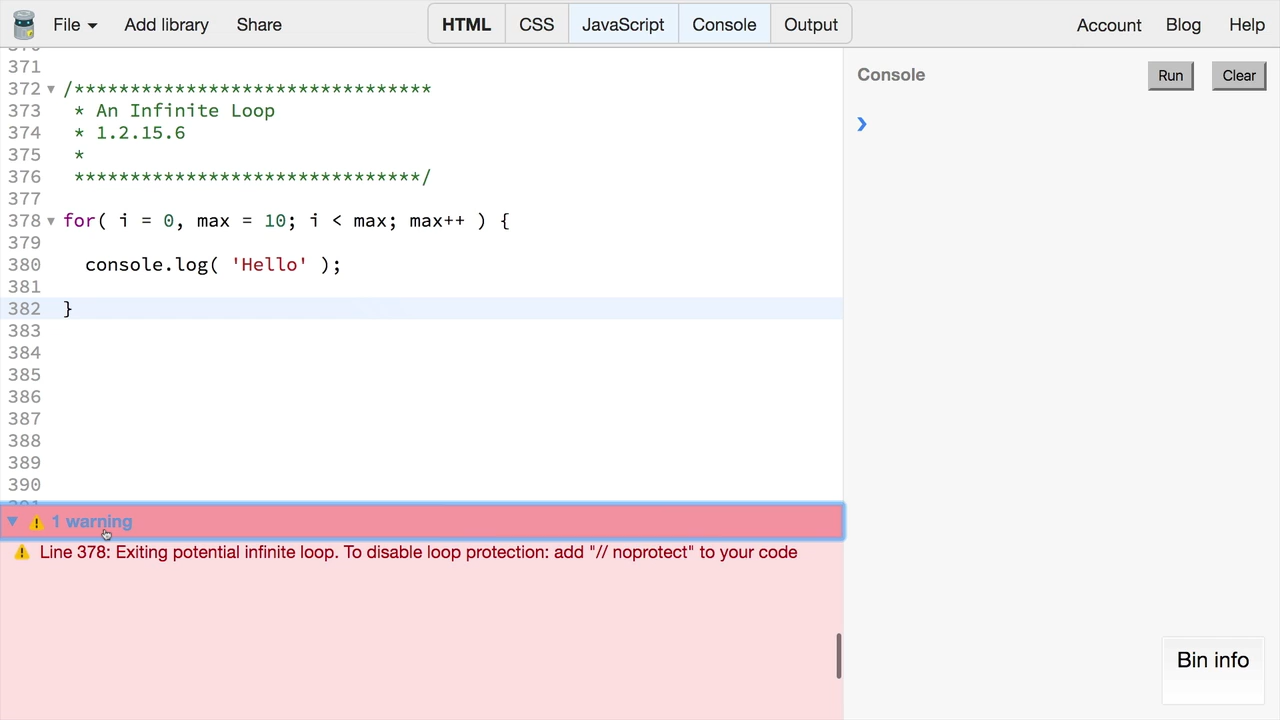 File Add library Share HTML CSS JavaScript Console Output Account Blog Help
371
372 /********************************
373 * An Infinite Loop
374 * 1.2.15.6
375 *
376 *******************************/
377
378 for( i = 0, max = 10; i < max; max++ ) {
379
380 console.log( 'Hello' );
381
382 }
383
384
385
386
387
388
389
390
1 warning
Line 378: Exiting potential infinite loop. To disable loop protection: add "// noprotect" to your code
Console Run Clear
Bin info